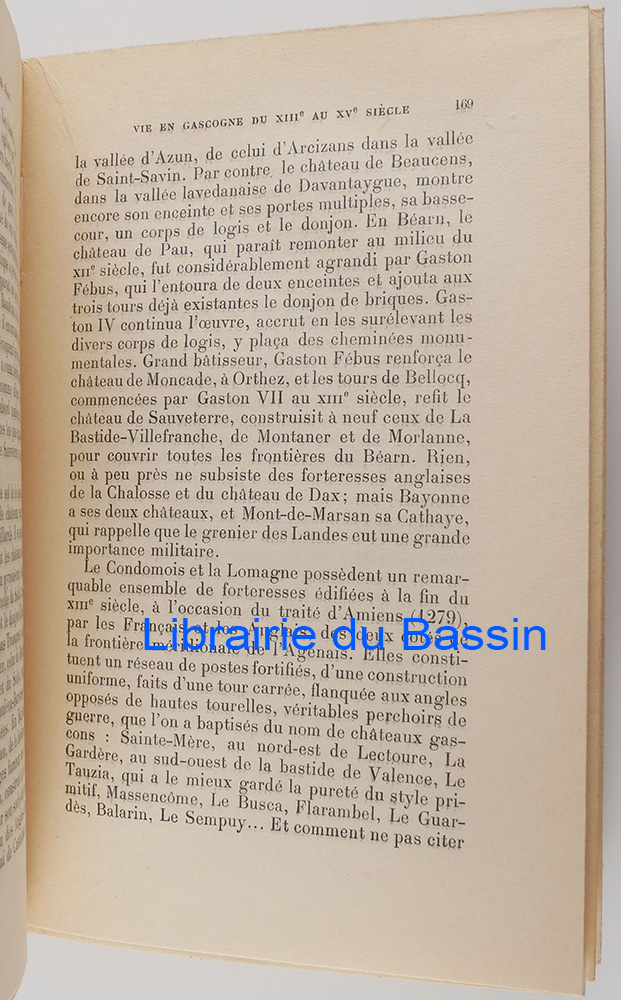 VIE EN GASCOGNE DU XIIIe AU XVe SIÈCLE 169
la vallée d'Azun, de celui d'Arcizans dans la vallée
de Saint-Savin. Par contre le château de Beaucens,
dans la vallée lavedanaise de Davantaygue, montre
encore son enceinte et ses portes multiples, sa basse-
cour, un corps de logis et le donjon. En Béarn, le
château de Pau, qui paraît remonter au milieu du
XIIe siècle, fut considérablement agrandi par Gaston
Fébus, qui l'entoura de deux enceintes et ajouta aux
trois tours déjà existantes le donjon de briques. Gas-
ton IV continua l'œuvre, accrut en les surélevant les
divers corps de logis, y plaça des cheminées monu-
mentales. Grand bâtisseur, Gaston Fébus renforça le
château de Moncade, à Orthez, et les tours de Bellocq,
commencées par Gaston VII au XIIIe siècle, refit le
château de Sauveterre, construisit à neuf ceux de La
Bastide-Villefranche, de Montaner et de Morlanne,
pour couvrir toutes les frontières du Béarn. Rien,
ou à peu près ne subsiste des forteresses anglaises
de la Chalosse et du château de Dax; mais Bayonne
a ses deux châteaux, et Mont-de-Marsan sa Cathaye,
qui rappelle que le grenier des Landes eut une grande
importance militaire.
Le Condomois et la Lomagne possèdent un remar-
quable ensemble de forteresses édifiées à la fin du
XIIIe siècle, à l'occasion du traité d'Amiens (1279),
par les Français et les Anglais, des deux côtés de
Librairie du Bassin
la frontière méridionale de l'Agenais. Elles consti-
tuent un réseau de postes fortifiés, d'une construction
uniforme, faits d'une tour carrée, flanquée aux angles
opposés de hautes tourelles, véritables perchoirs de
guerre, que l'on a baptisés du nom de châteaux gas-
cons : Sainte-Mère, au nord-est de Lectoure, La
Gardère, au sud-ouest de la bastide de Valence, Le
Tauzia, qui a le mieux gardé la pureté du style pri-
mitif, Massencôme, Le Busca, Flarambel, Le Guar-
dès, Balarin, Le Sempuy... Et comment ne pas citer